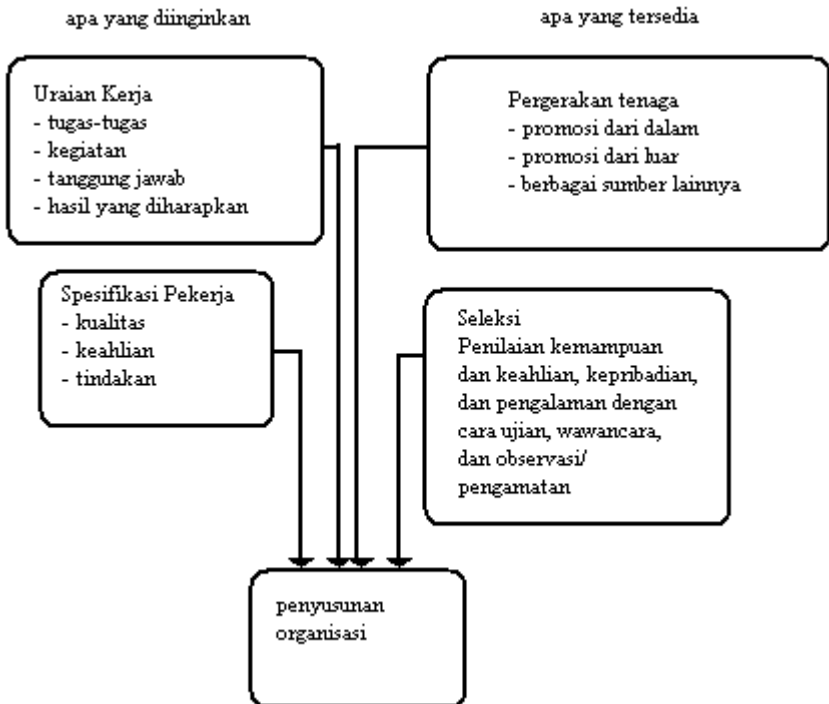 apa yang diinginkan
apa yang tersedia
Uraian Kerja
- tugas-tugas
- kegiatan
- tanggung jawab
- hasil yang diharapkan
Pergerakan tenaga
- promosi dari dalam
- promosi dari luar
- berbagai sumber lainnya
Spesifikasi Pekerja
- kualitas
- keahlian
- tindakan
Seleksi
Penilaian kemampuan
dan keahlian, kepribadian,
dan pengalaman dengan
cara ujian, wawancara,
dan observasi/
pengamatan
penyusunan
organisasi